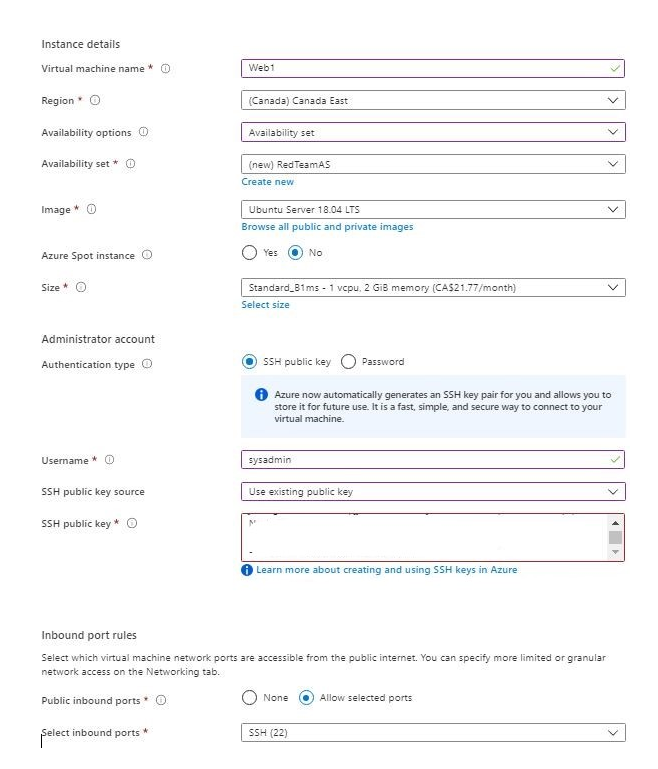 Instance details
Virtual machine name * Web1
Region * (Canada) Canada East
Availability options Availability set
Availability set * (new) RedTeamAS
Create new
Image * Ubuntu Server 18.04 LTS
Browse all public and private images
Azure Spot instance Yes No
Size * Standard_B1ms - 1 vcpu, 2 GiB memory (CA$21.77/month)
Select size
Administrator account
Authentication type SSH public key Password
Azure now automatically generates an SSH key pair for you and allows you to
store it for future use. It is a fast, simple, and secure way to connect to your
virtual machine.
Username * sysadmin
SSH public key source Use existing public key
SSH public key *
Learn more about creating and using SSH keys in Azure
Inbound port rules
Select which virtual machine network ports are accessible from the public internet. You can specify more limited or granular
network access on the Networking tab.
Public inbound ports * None Allow selected ports
Select inbound ports * SSH (22)